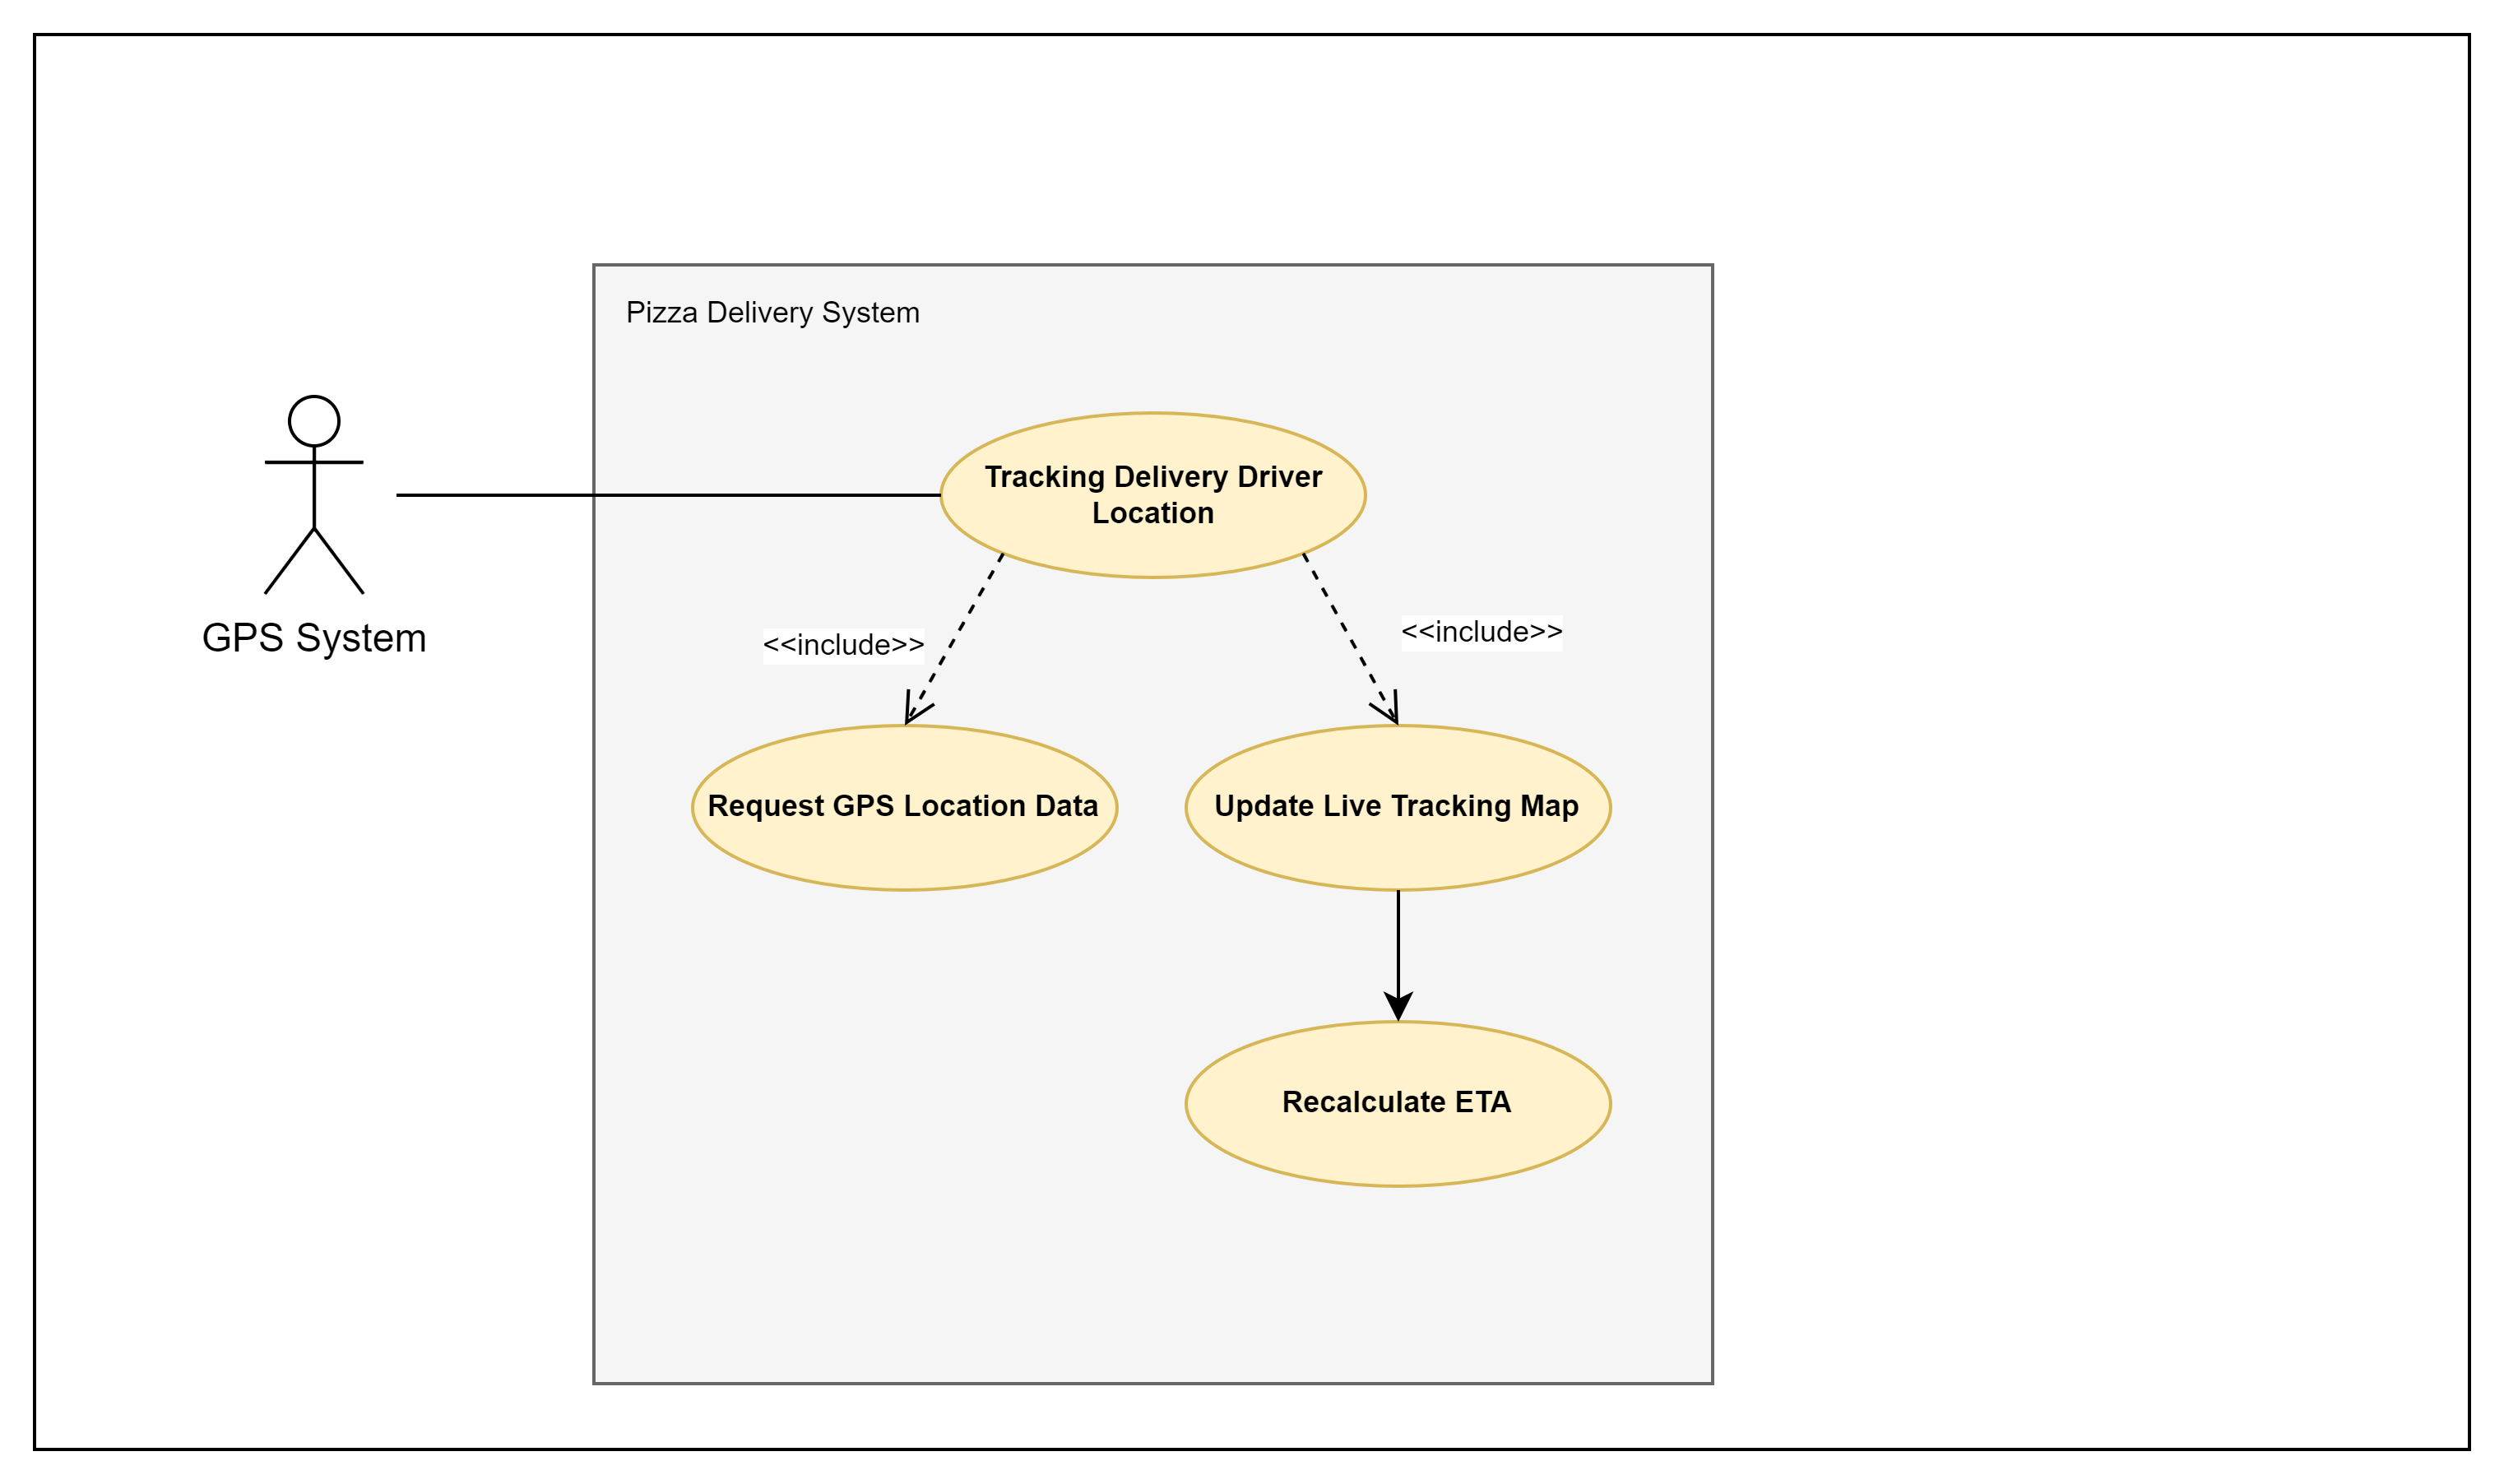 Pizza Delivery System
Tracking Delivery Driver
Location
GPS System
<<include>>
<<include>>
Request GPS Location Data
Update Live Tracking Map
Recalculate ETA